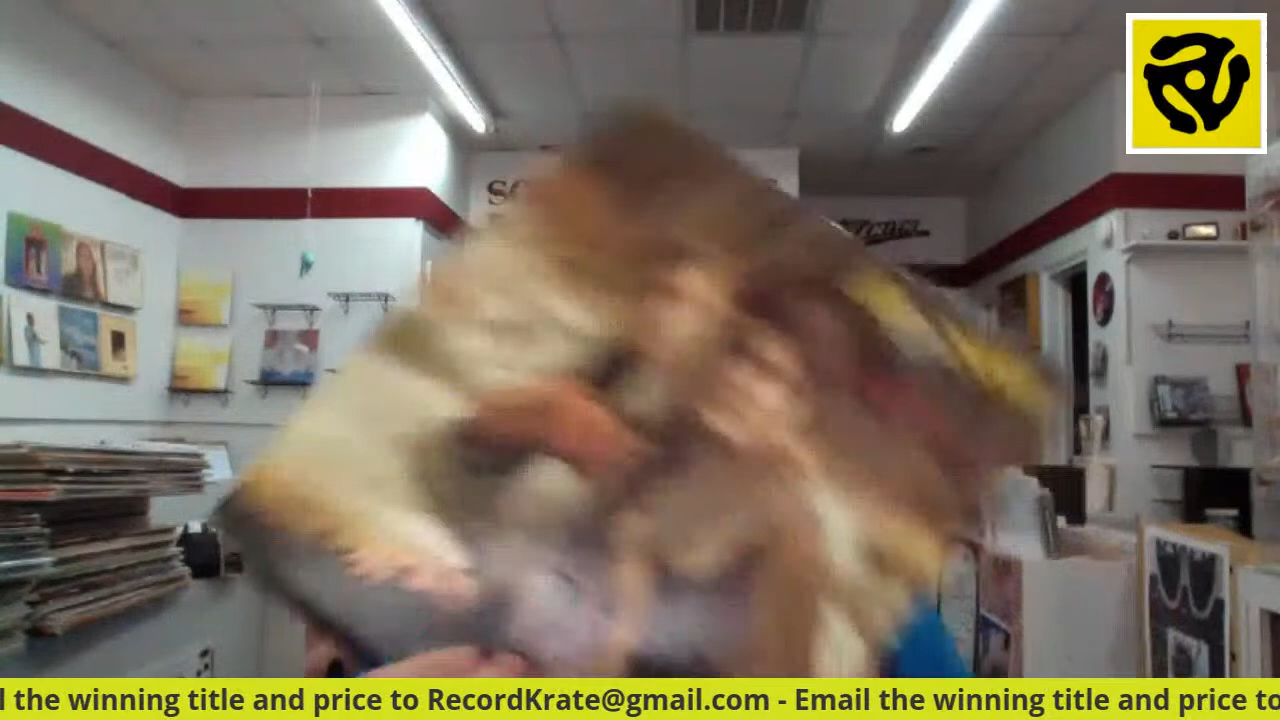 l the winning title and price to RecordKrate@gmail.com - Email the winning title and price to